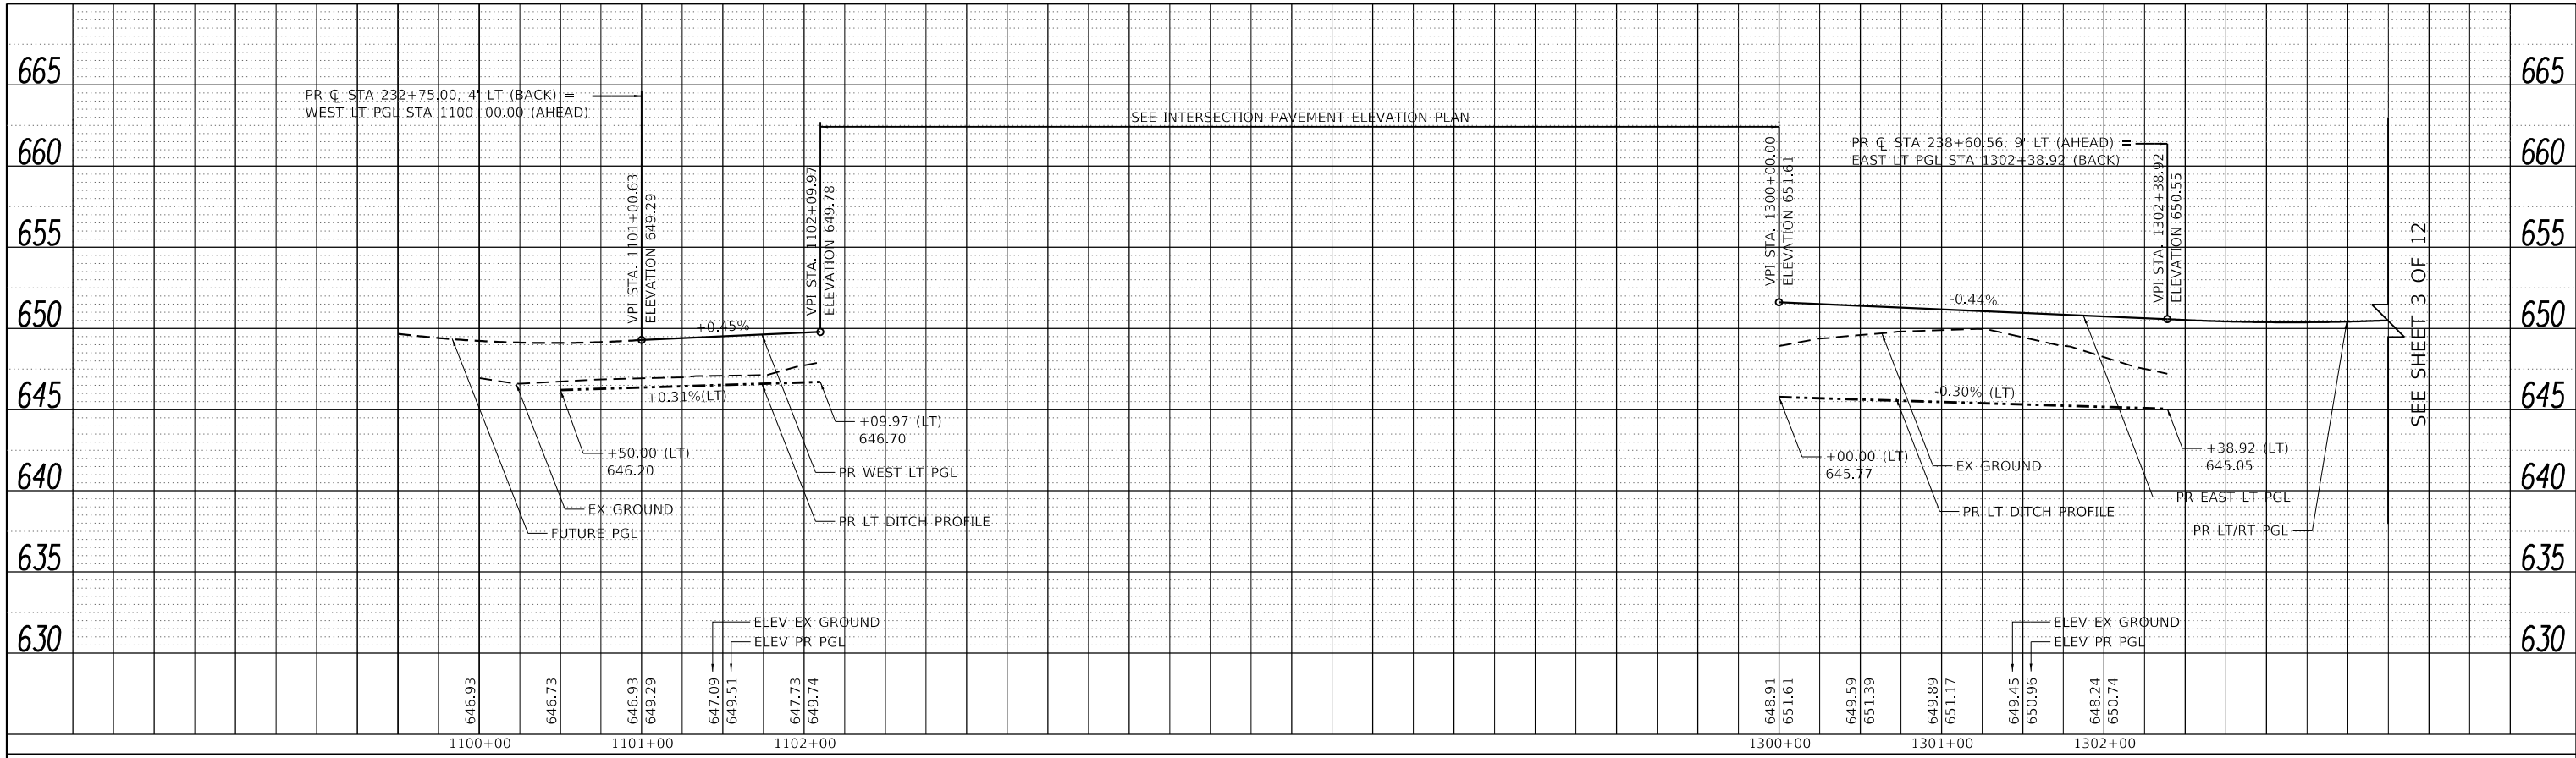 665
660
655
650
645
640
635
630
PR ℄ STA 232+75.00, 4' LT (BACK) =
WEST LT PGL STA 1100+00.00 (AHEAD)
VPI STA. 1101+00.63
ELEVATION 649.29
VPI STA. 1102+09.97
ELEVATION 649.78
SEE INTERSECTION PAVEMENT ELEVATION PLAN
VPI STA. 1300+00.00
ELEVATION 651.61
PR ℄ STA 238+60.56, 9' LT (AHEAD) =
EAST LT PGL STA 1302+38.92 (BACK)
VPI STA. 1302+38.92
ELEVATION 650.55
SEE SHEET 3 OF 12
665
660
655
650
645
640
635
630
+0.45%
+0.31%(LT)
+50.00 (LT)
646.20
+09.97 (LT)
646.70
PR WEST LT PGL
EX GROUND
PR LT DITCH PROFILE
FUTURE PGL
-0.44%
-0.30% (LT)
+00.00 (LT)
645.77
EX GROUND
PR LT DITCH PROFILE
+38.92 (LT)
645.05
PR EAST LT PGL
PR LT/RT PGL
ELEV EX GROUND
ELEV PR PGL
ELEV EX GROUND
ELEV PR PGL
646.93
646.73
646.93
649.29
647.09
649.51
647.73
649.74
648.91
651.61
649.59
651.39
649.89
651.17
649.45
650.96
648.24
650.74
1100+00
1101+00
1102+00
1300+00
1301+00
1302+00